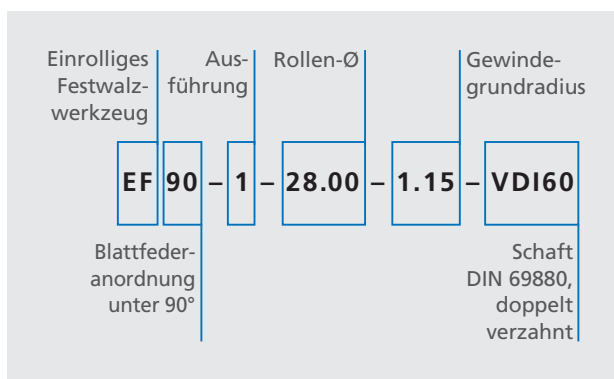 Einrolliges
Festwalz-
werkzeug
Aus-
führung
Rollen-Ø
Gewinde-
grundradius
EF 90 – 1 – 28.00 – 1.15 – VDI60
Blattfeder-
anordnung
unter 90°
Schaft
DIN 69880,
doppelt
verzahnt